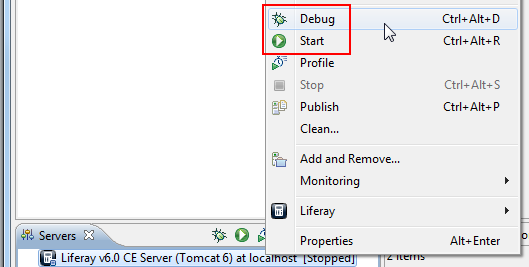 Debug Ctrl+Alt+D
Start Ctrl+Alt+R
Profile
Stop Ctrl+Alt+S
Publish Ctrl+Alt+P
Clean...
Add and Remove...
Monitoring
Liferay
Properties Alt+Enter
Servers
Liferay v6.0 CE Server (Tomcat 6) at localhost [Stopped]
2 items